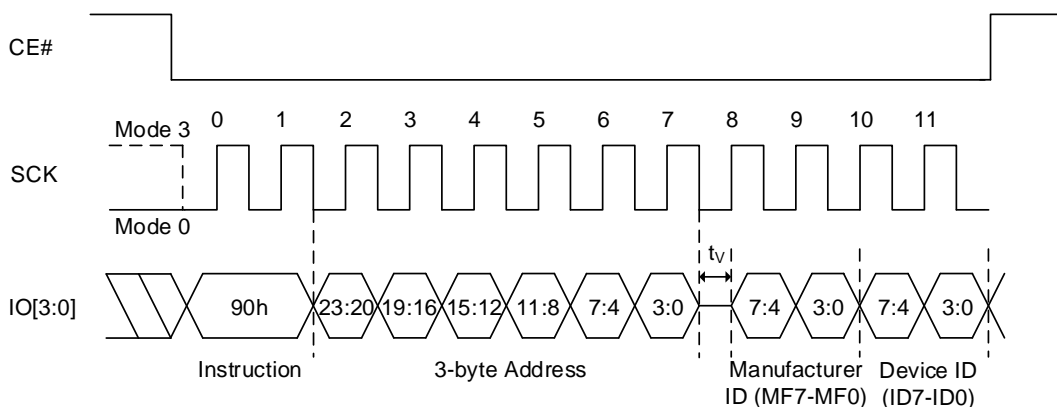 CE#
0 1 2 3 4 5 6 7 8 9 10 11
Mode 3
SCK
Mode 0
tV
IO[3:0] 90h 23:20 19:16 15:12 11:8 7:4 3:0 7:4 3:0 7:4 3:0
Instruction 3-byte Address Manufacturer Device ID
ID (MF7-MF0) (ID7-ID0)